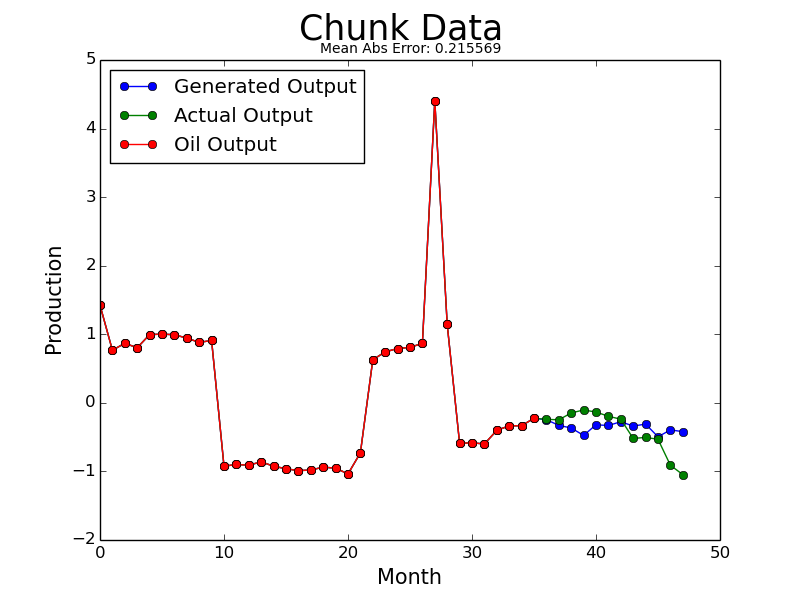 Chunk Data
Mean Abs Error: 0.215569
Generated Output
Actual Output
Oil Output
Production
5
4
3
2
1
0
−1
−2
0 10 20 30 40 50
Month